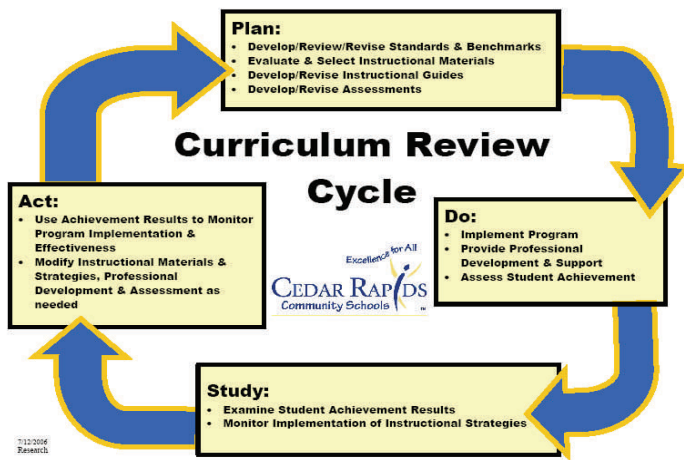 Plan:
• Develop/Review/Revise Standards & Benchmarks
• Evaluate & Select Instructional Materials
• Develop/Revise Instructional Guides
• Develop/Revise Assessments
Curriculum Review
Cycle
Act:
• Use Achievement Results to Monitor
Program Implementation &
Effectiveness
• Modify Instructional Materials &
Strategies, Professional
Development & Assessment as
needed
Excellence for All
CEDAR RAPIDS
Community Schools ™
Do:
• Implement Program
• Provide Professional
Development & Support
• Assess Student Achievement
Study:
• Examine Student Achievement Results
• Monitor Implementation of Instructional Strategies
7/12/2006
Research